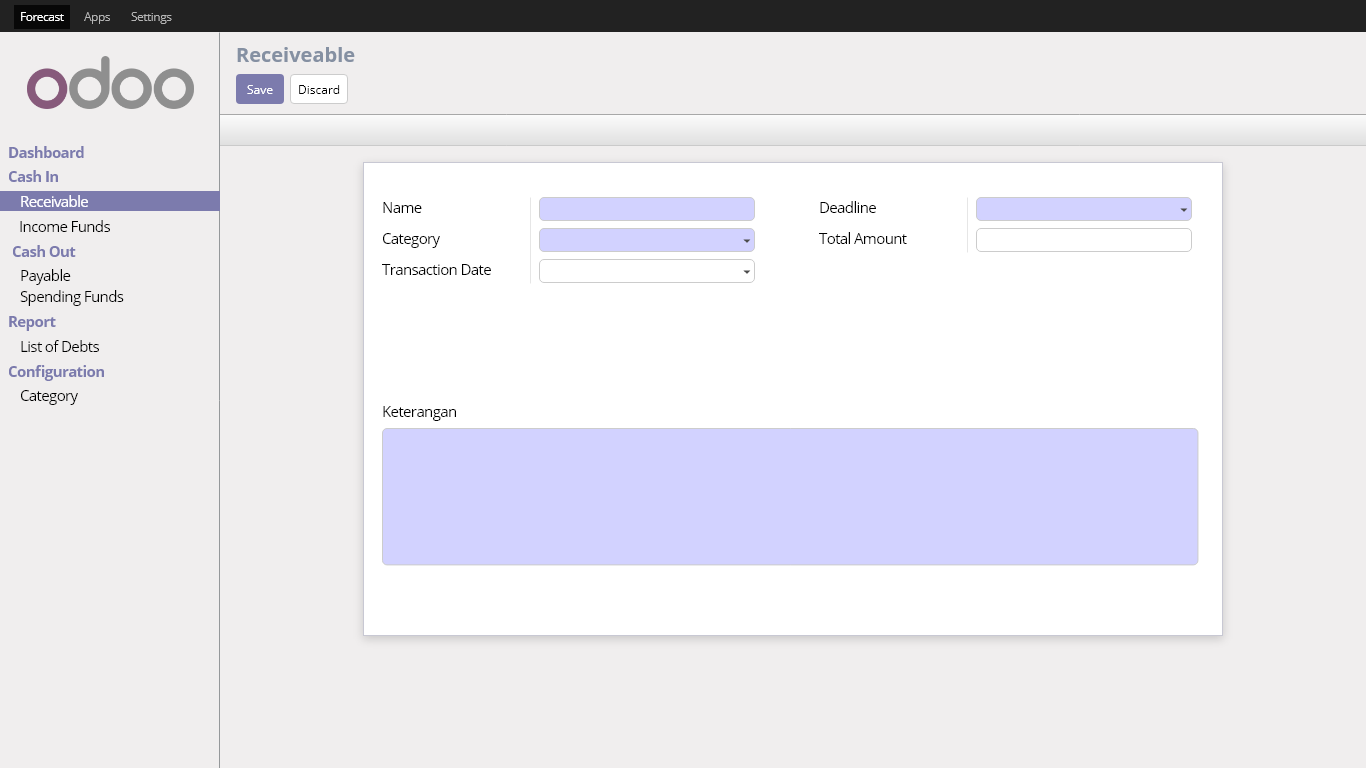 Forecast Apps Settings
odoo
Dashboard
Cash In
Receivable
Income Funds
Cash Out
Payable
Spending Funds
Report
List of Debts
Configuration
Category
Receiveable
Save Discard
Name
Deadline
Category
Total Amount
Transaction Date
Keterangan